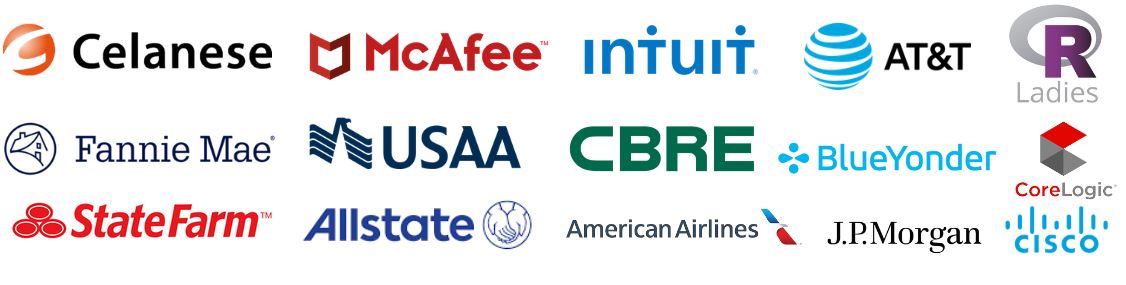 Celanese McAfee™ intuit® AT&T R Ladies
Fannie Mae® USAA CBRE BlueYonder CoreLogic®
StateFarm™ Allstate American Airlines J.P.Morgan CISCO